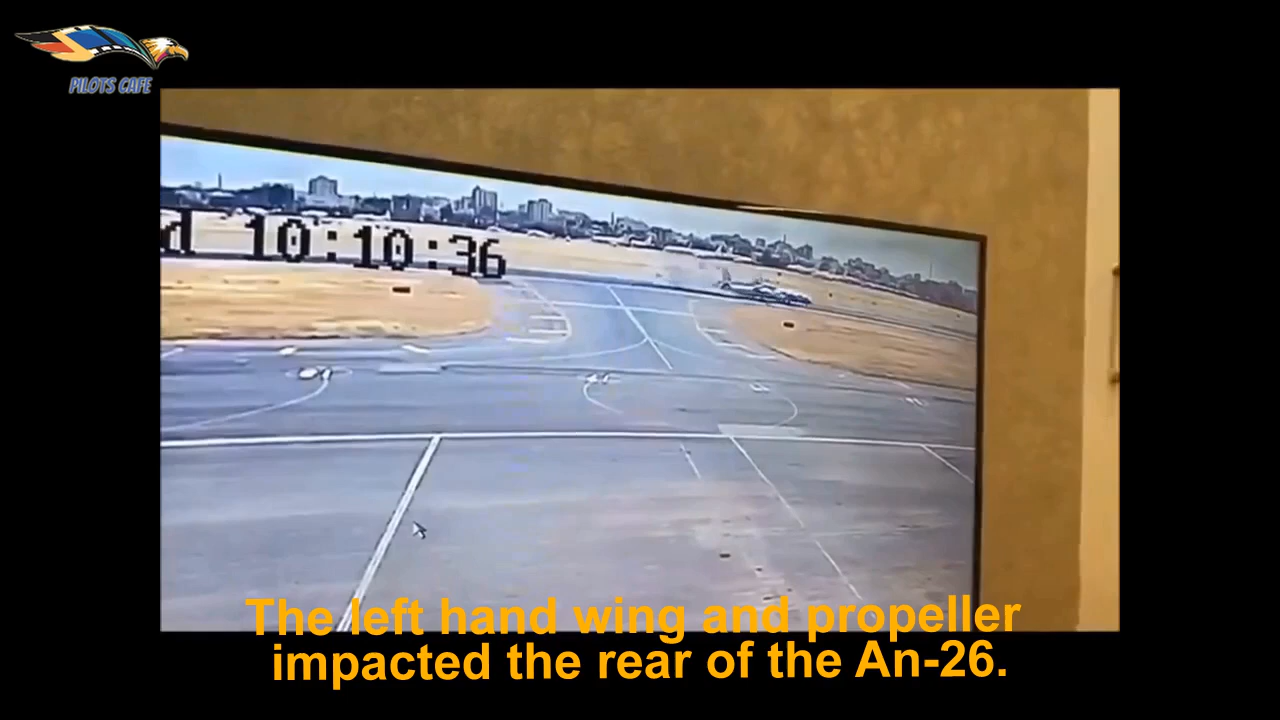 PILOTS CAFE
d 10:10:36
The left hand wing and propeller
impacted the rear of the An-26.